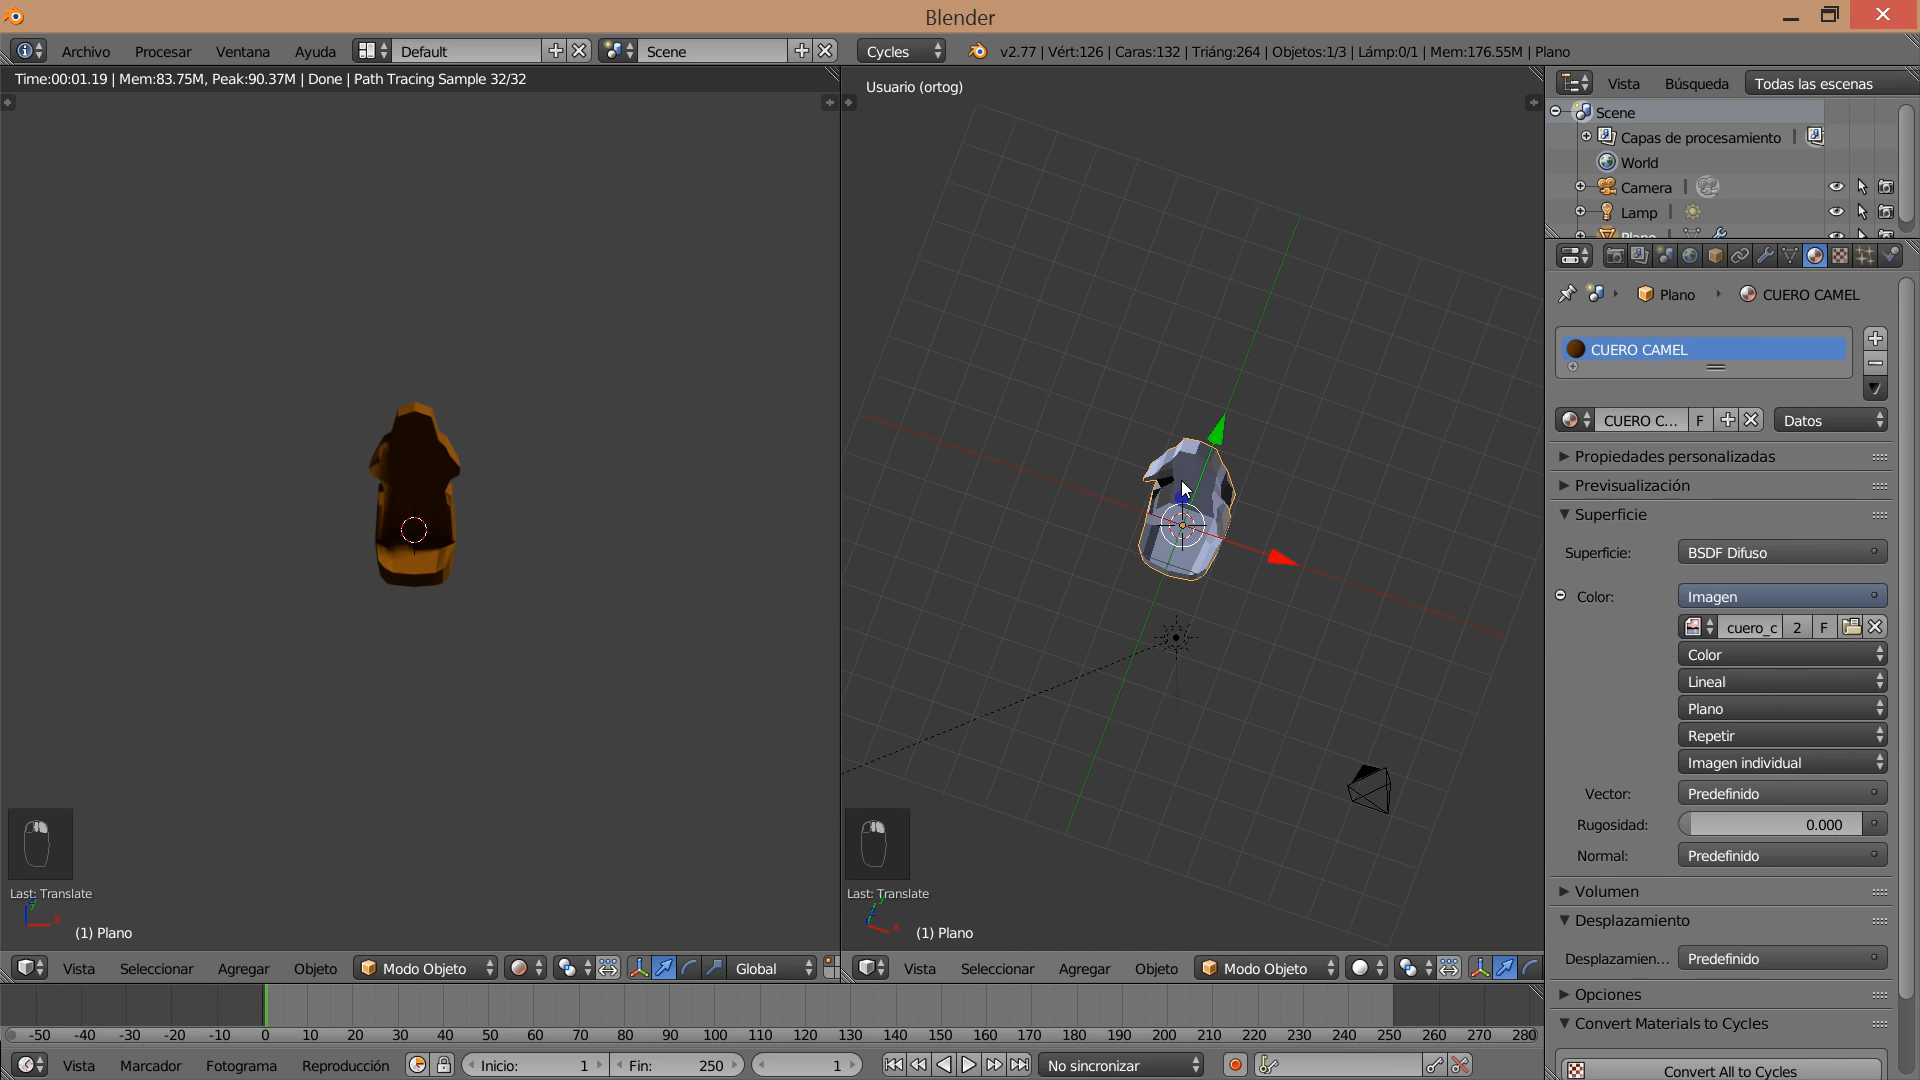 Blender
Archivo Procesar Ventana Ayuda Default Scene Cycles v2.77 | Vért:126 | Caras:132 | Triáng:264 | Objetos:1/3 | Lámp:0/1 | Mem:176.55M | Plano
Time:00:01.19 | Mem:83.75M, Peak:90.37M | Done | Path Tracing Sample 32/32
Usuario (ortog)
Vista Búsqueda Todas las escenas
Scene
Capas de procesamiento
World
Camera
Lamp
Plano
Plano CUERO CAMEL
CUERO CAMEL
CUERO C... F Datos
Propiedades personalizadas
Previsualización
Superficie
Superficie: BSDF Difuso
Color: Imagen
cuero_c 2 F
Color
Lineal
Plano
Repetir
Imagen individual
Vector: Predefinido
Rugosidad: 0.000
Normal: Predefinido
Volumen
Desplazamiento
Desplazamien... Predefinido
Opciones
Convert Materials to Cycles
Convert All to Cycles
Last: Translate
x
(1) Plano
Last: Translate
x
(1) Plano
Vista Seleccionar Agregar Objeto Modo Objeto Global
Vista Seleccionar Agregar Objeto Modo Objeto
-50 -40 -30 -20 -10 0 10 20 30 40 50 60 70 80 90 100 110 120 130 140 150 160 170 180 190 200 210 220 230 240 250 260 270 280
Vista Marcador Fotograma Reproducción Inicio: 1 Fin: 250 1 No sincronizar